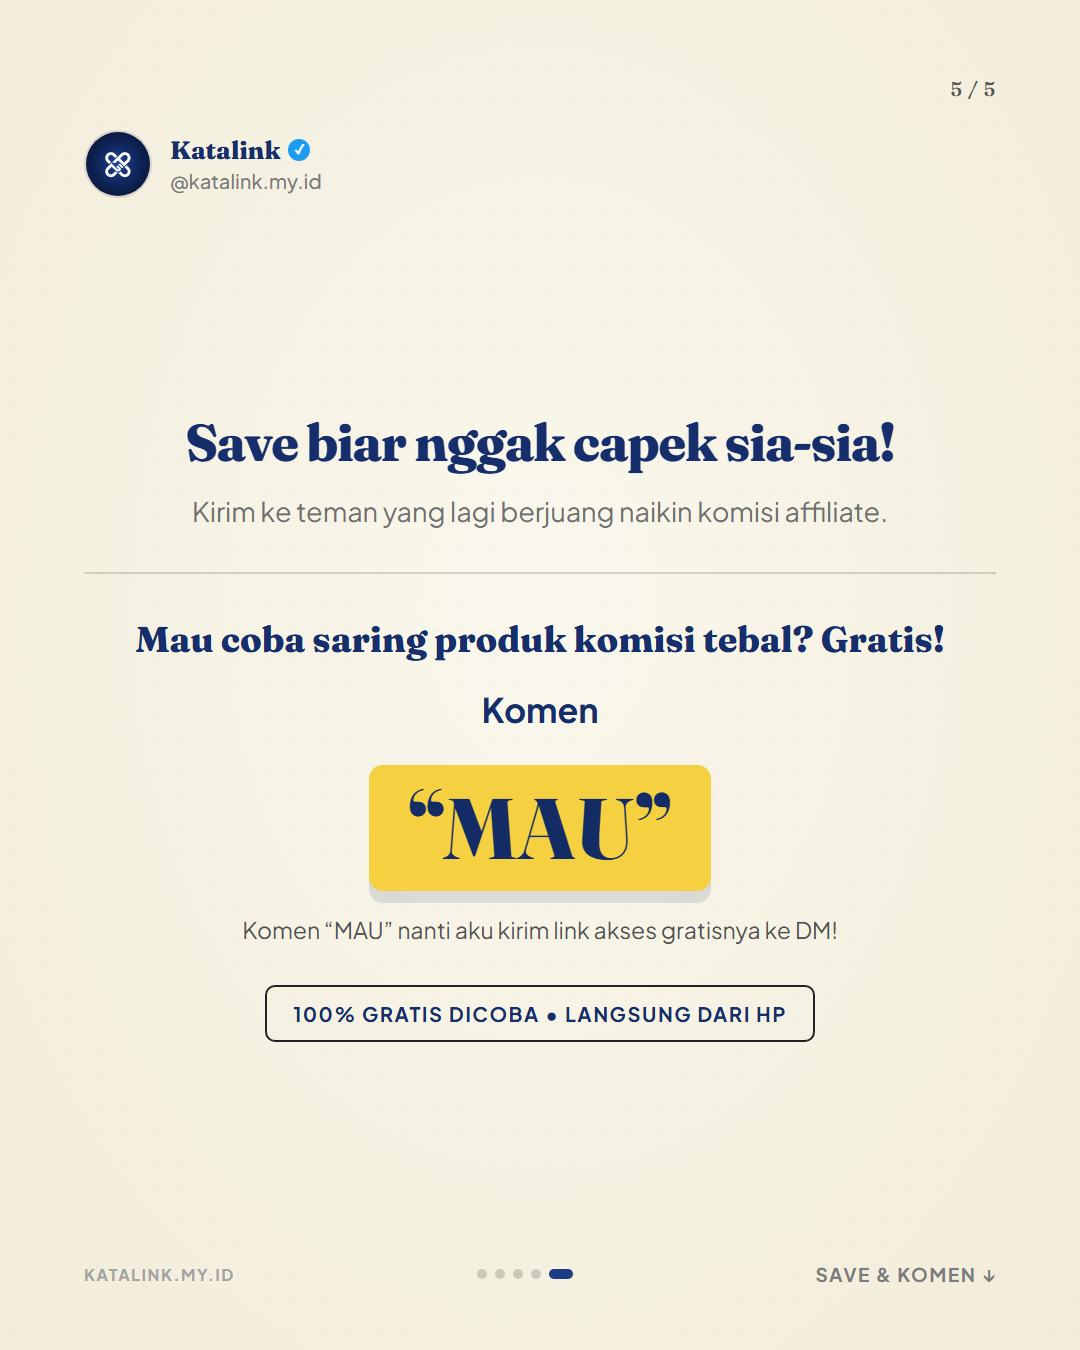 5 / 5
Katalink
@katalink.my.id
Save biar nggak capek sia-sia!
Kirim ke teman yang lagi berjuang naikin komisi affiliate.
Mau coba saring produk komisi tebal? Gratis!
Komen
“MAU”
Komen “MAU” nanti aku kirim link akses gratisnya ke DM!
100% GRATIS DICOBA • LANGSUNG DARI HP
KATALINK.MY.ID
SAVE & KOMEN ↓